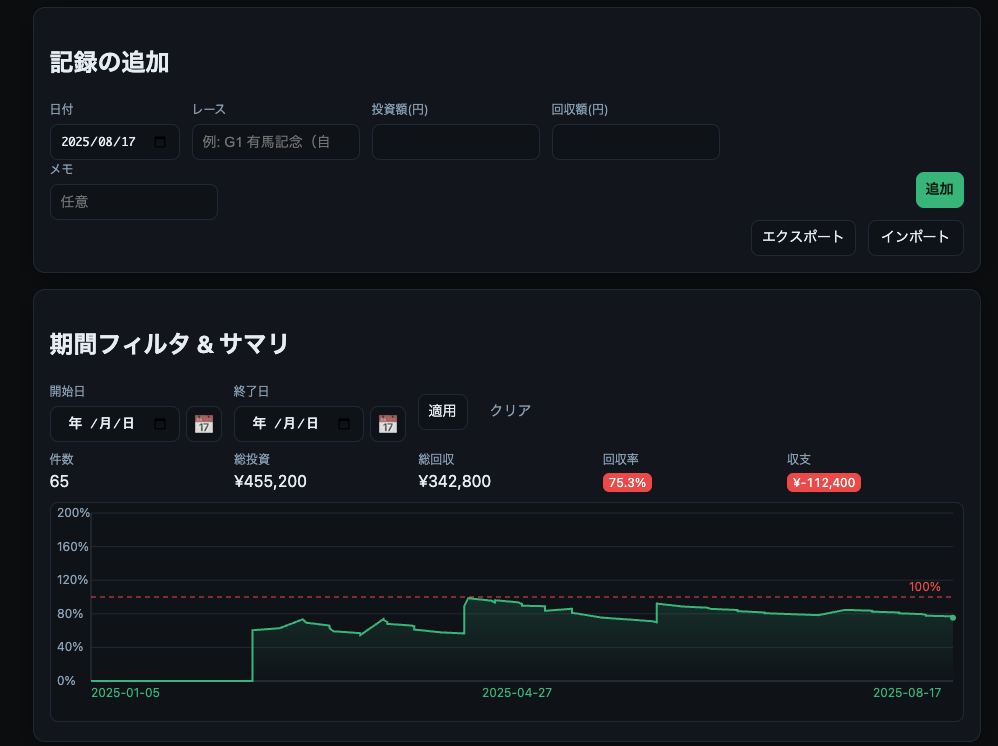 記録の追加
日付 レース 投資額(円) 回収額(円)
2025/08/17 例: G1 有馬記念（自
メモ
任意
追加
エクスポート インポート
期間フィルタ & サマリ
開始日 終了日
年 /月/日 17 年 /月/日 17 適用 クリア
件数 総投資 総回収 回収率 収支
65 ¥455,200 ¥342,800 75.3% ¥-112,400
200%
160%
120%
100%
80%
40%
0%
2025-01-05 2025-04-27 2025-08-17